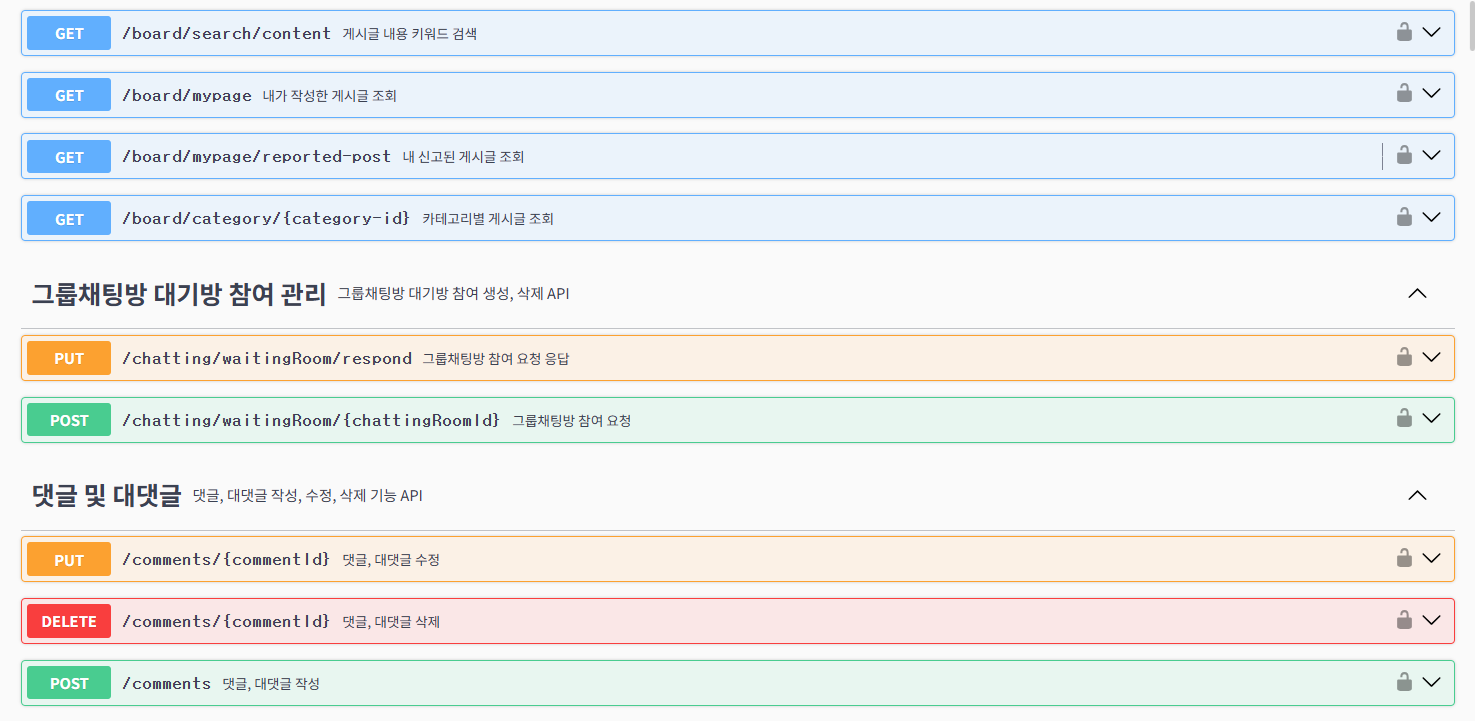 GET /board/search/content 게시글 내용 키워드 검색
GET /board/mypage 내가 작성한 게시글 조회
GET /board/mypage/reported-post 내 신고된 게시글 조회
GET /board/category/{category-id} 카테고리별 게시글 조회
그룹채팅방 대기방 참여 관리 그룹채팅방 대기방 참여 생성, 삭제 API
PUT /chatting/waitingRoom/respond 그룹채팅방 참여 요청 응답
POST /chatting/waitingRoom/{chattingRoomId} 그룹채팅방 참여 요청
댓글 및 대댓글 댓글, 대댓글 작성, 수정, 삭제 기능 API
PUT /comments/{commentId} 댓글, 대댓글 수정
DELETE /comments/{commentId} 댓글, 대댓글 삭제
POST /comments 댓글, 대댓글 작성